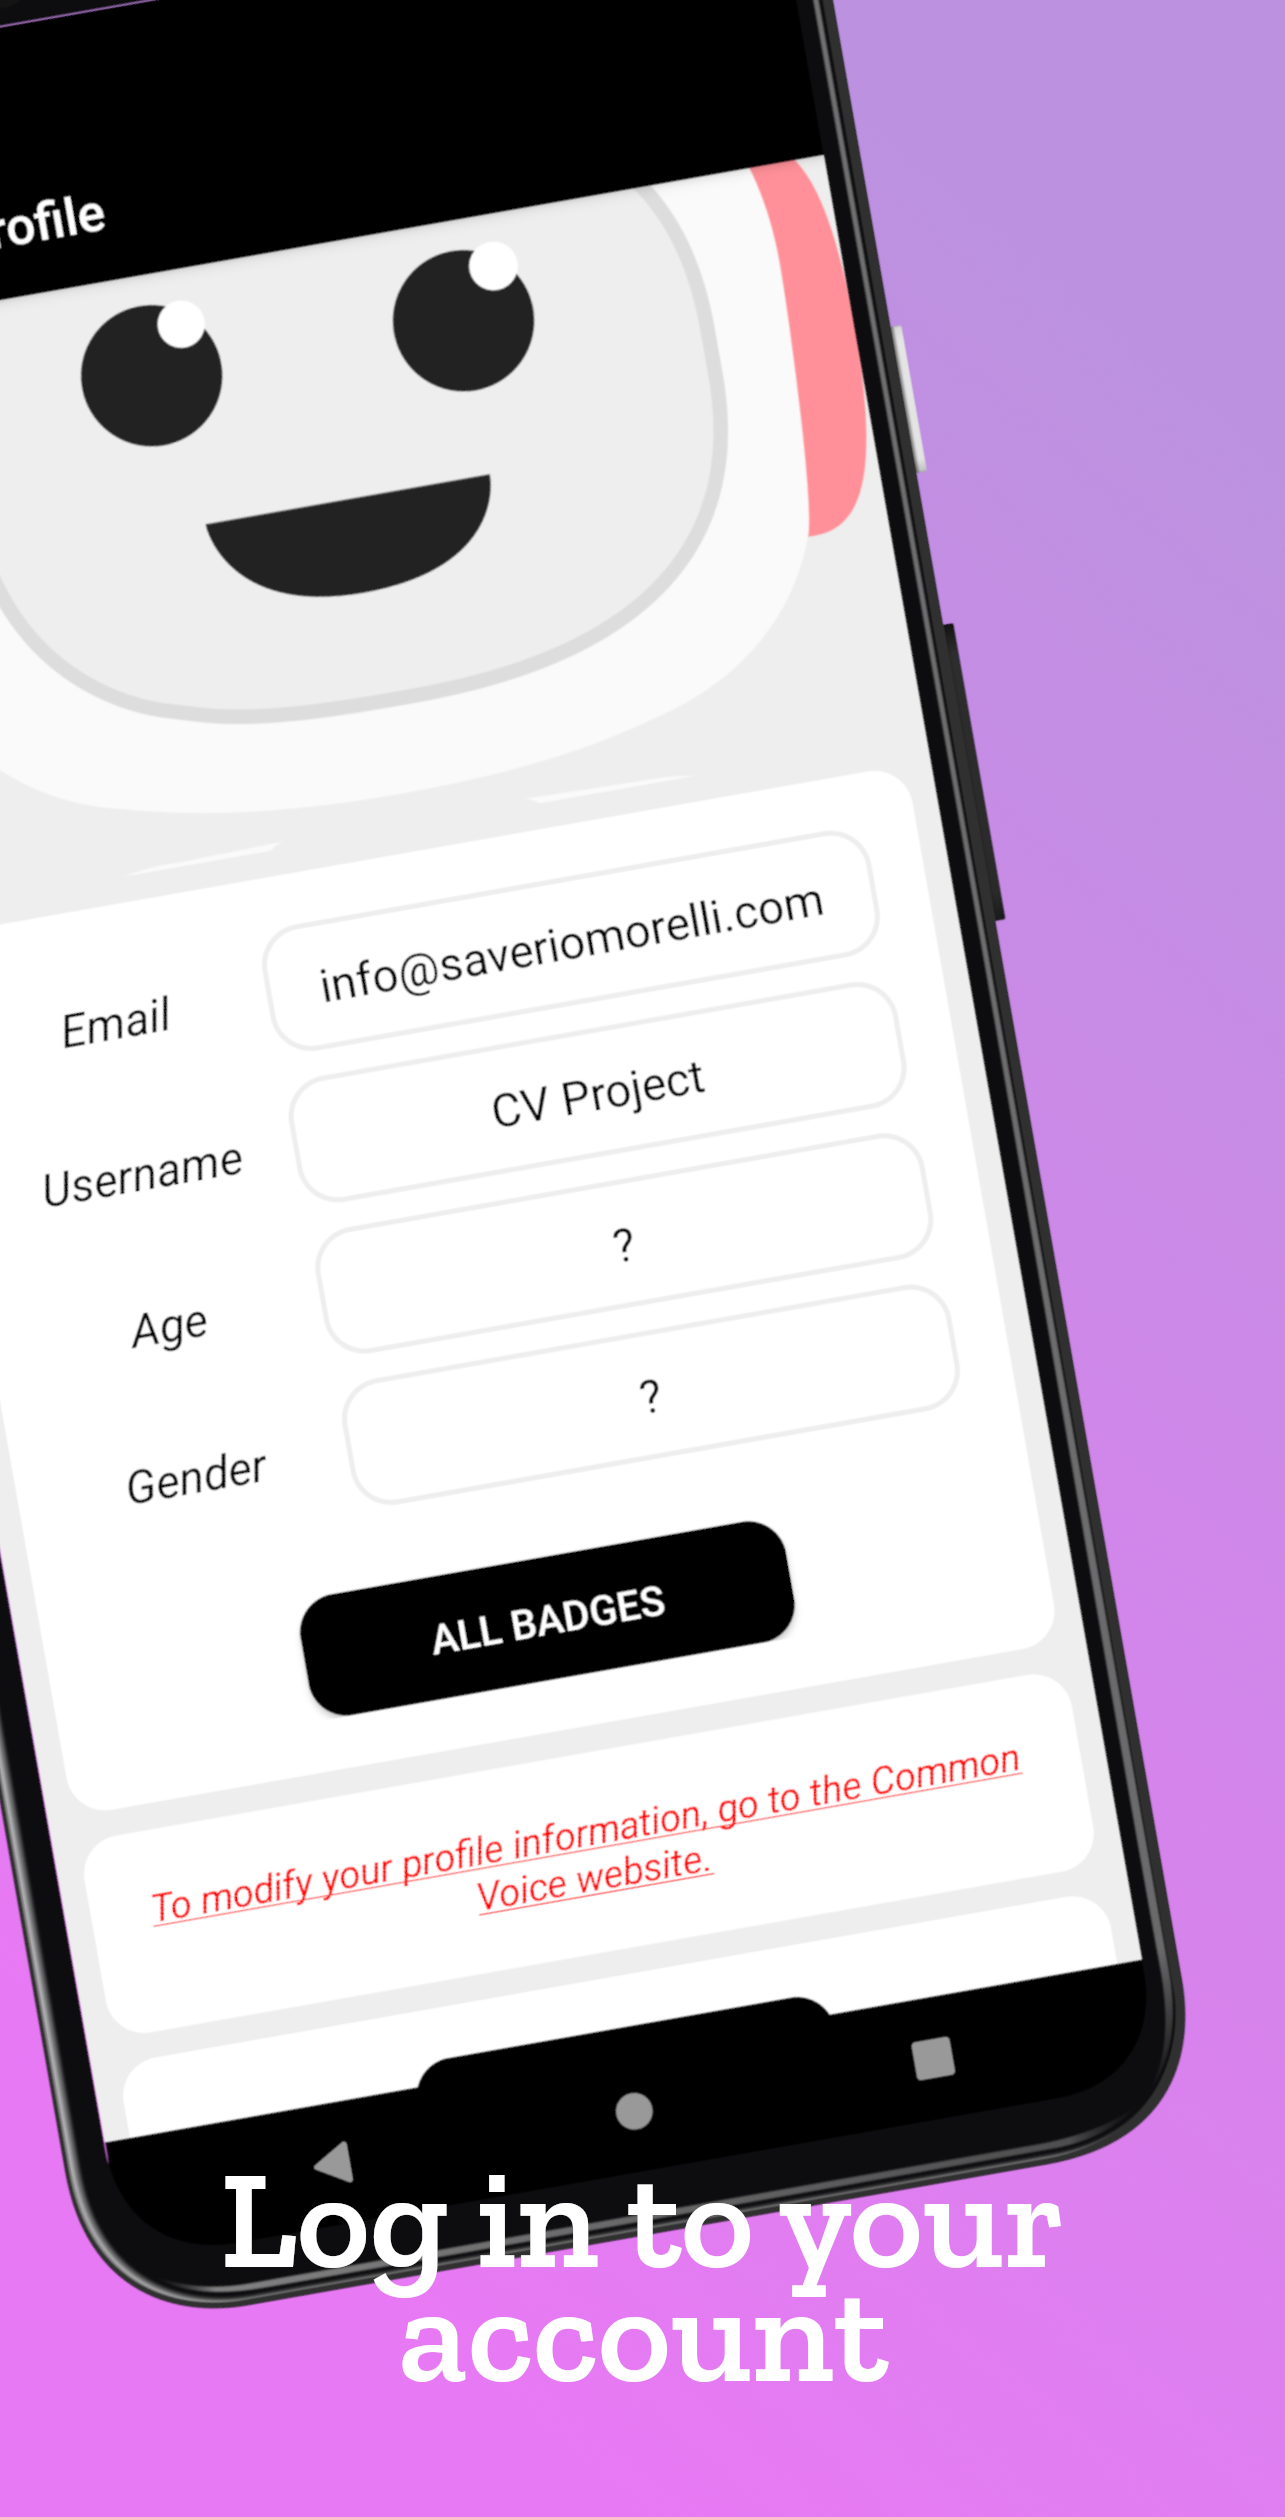 rofile
Email
info@saveriomorelli.com
Username
CV Project
Age
?
Gender
?
ALL BADGES
To modify your profile information, go to the Common
Voice website.
Log in to your
account